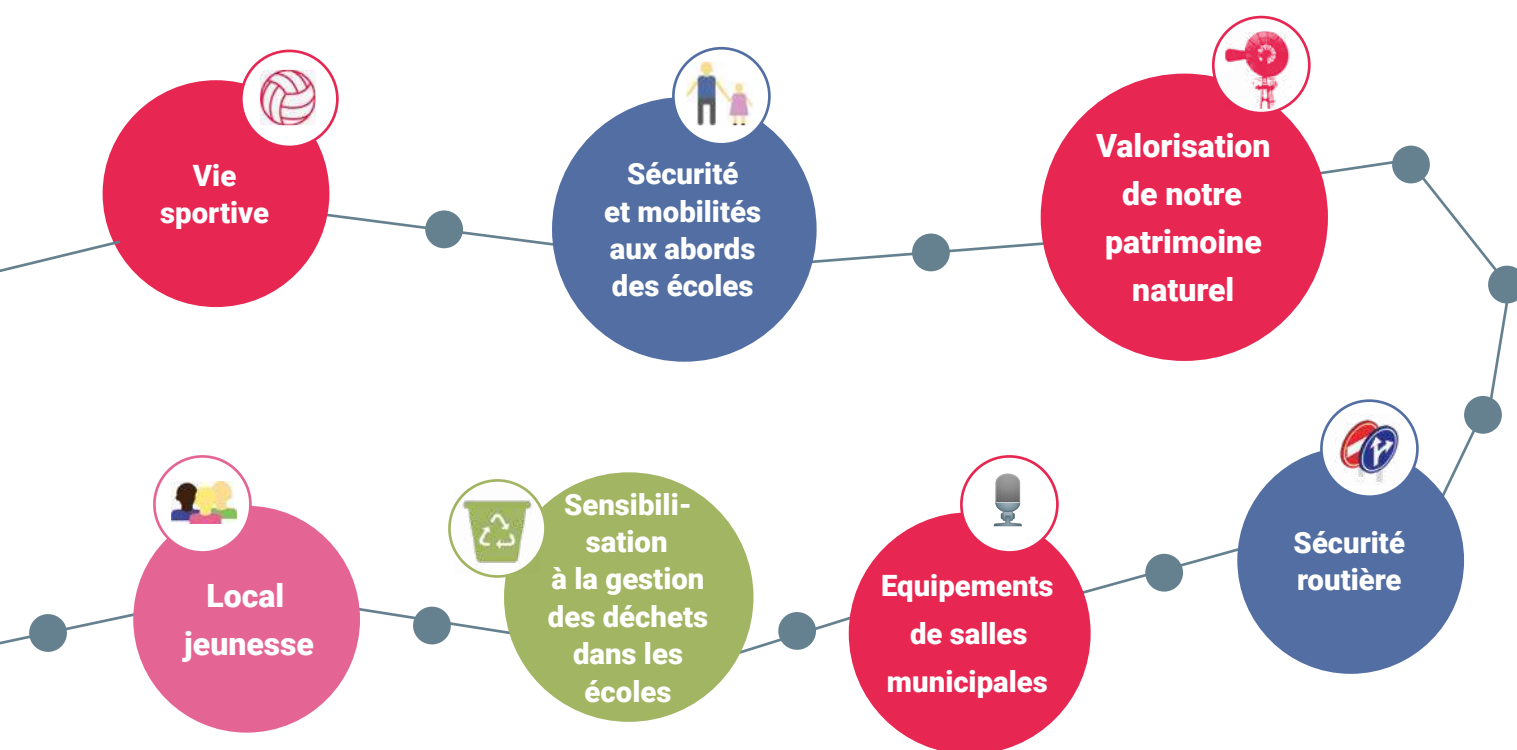 Vie
sportive
Sécurité
et mobilités
aux abords
des écoles
Valorisation
de notre
patrimoine
naturel
Local
jeunesse
Sensibili-
sation
à la gestion
des déchets
dans les
écoles
Equipements
de salles
municipales
Sécurité
routière